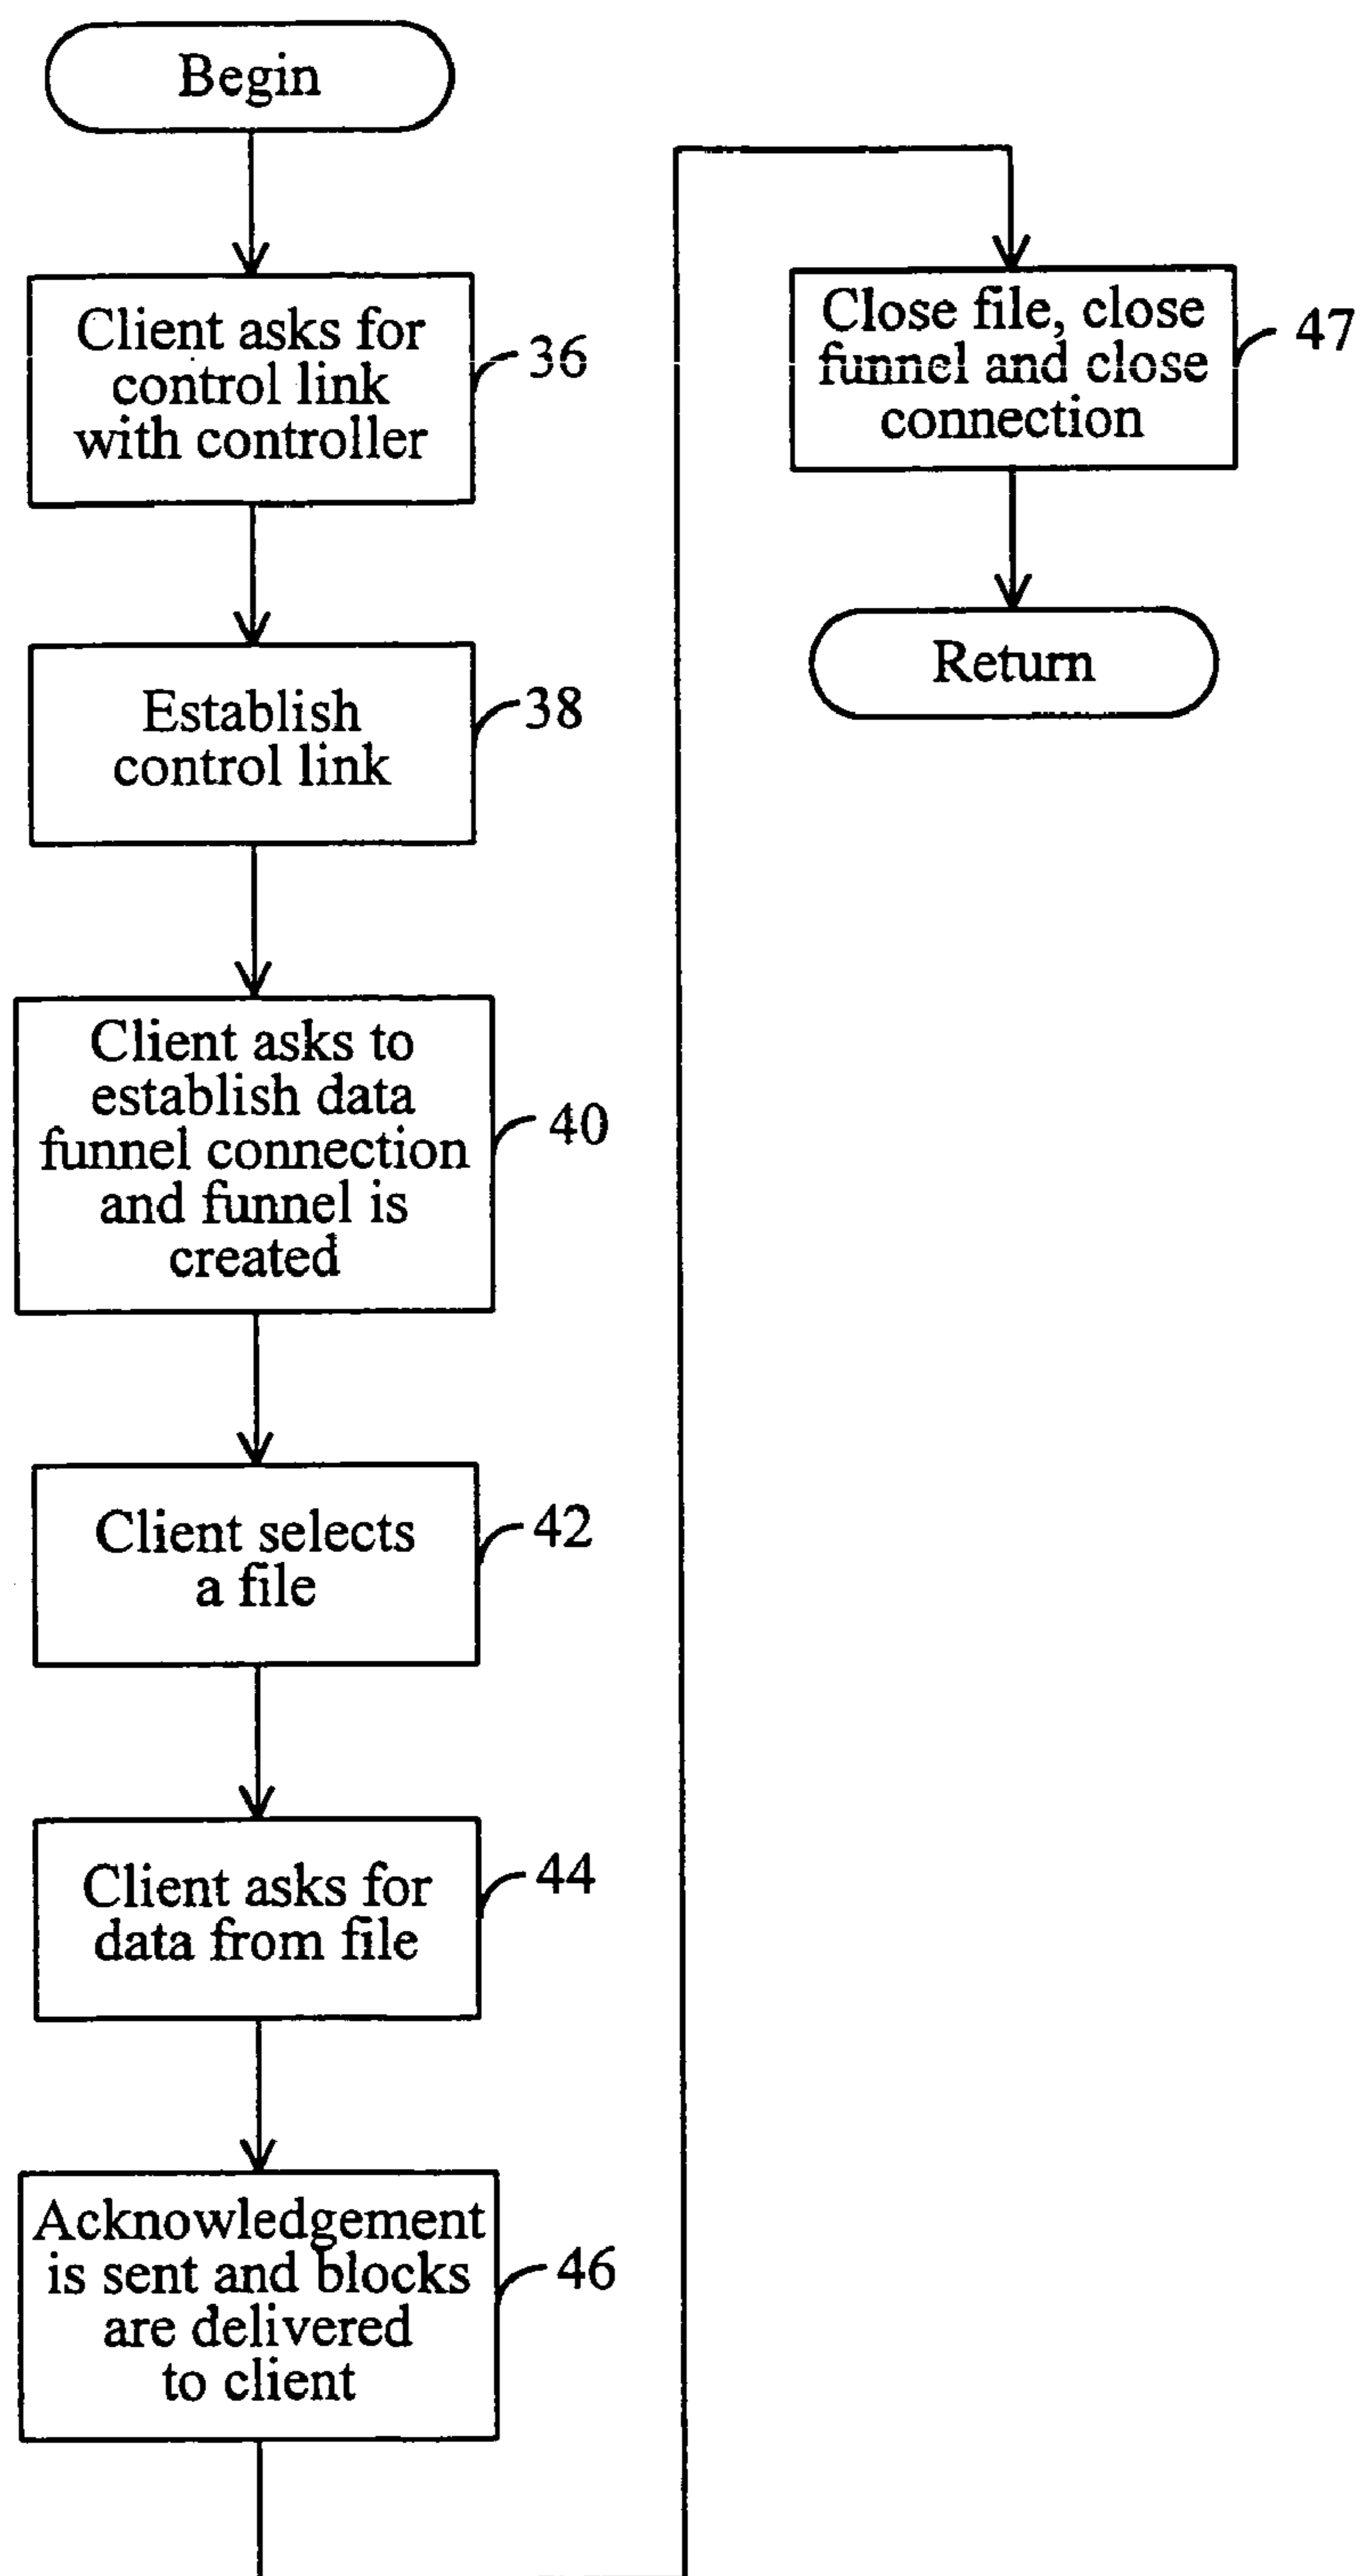 Begin
Client asks for
control link
with controller
36
Establish
control link
38
Client asks to
establish data
funnel connection
and funnel is
created
40
Client selects
a file
42
Client asks for
data from file
44
Acknowledgement
is sent and blocks
are delivered
to client
46
Close file, close
funnel and close
connection
47
Return